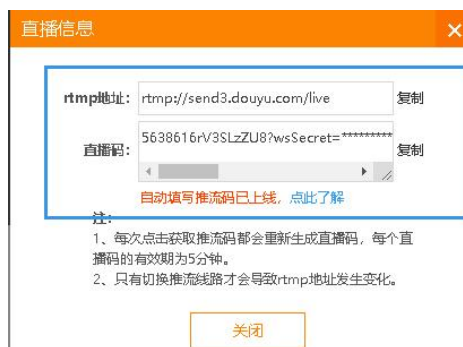 直播信息
rtmp地址： rtmp://send3.douyu.com/live 复制
直播码： 5638616rV3SLzZU8?wsSecret=********* 复制
自动填写推流码已上线，点此了解
注：
1、每次点击获取推流码都会重新生成直播码，每个直
播码的有效期为5分钟。
2、只有切换推流线路才会导致rtmp地址发生变化。
关闭